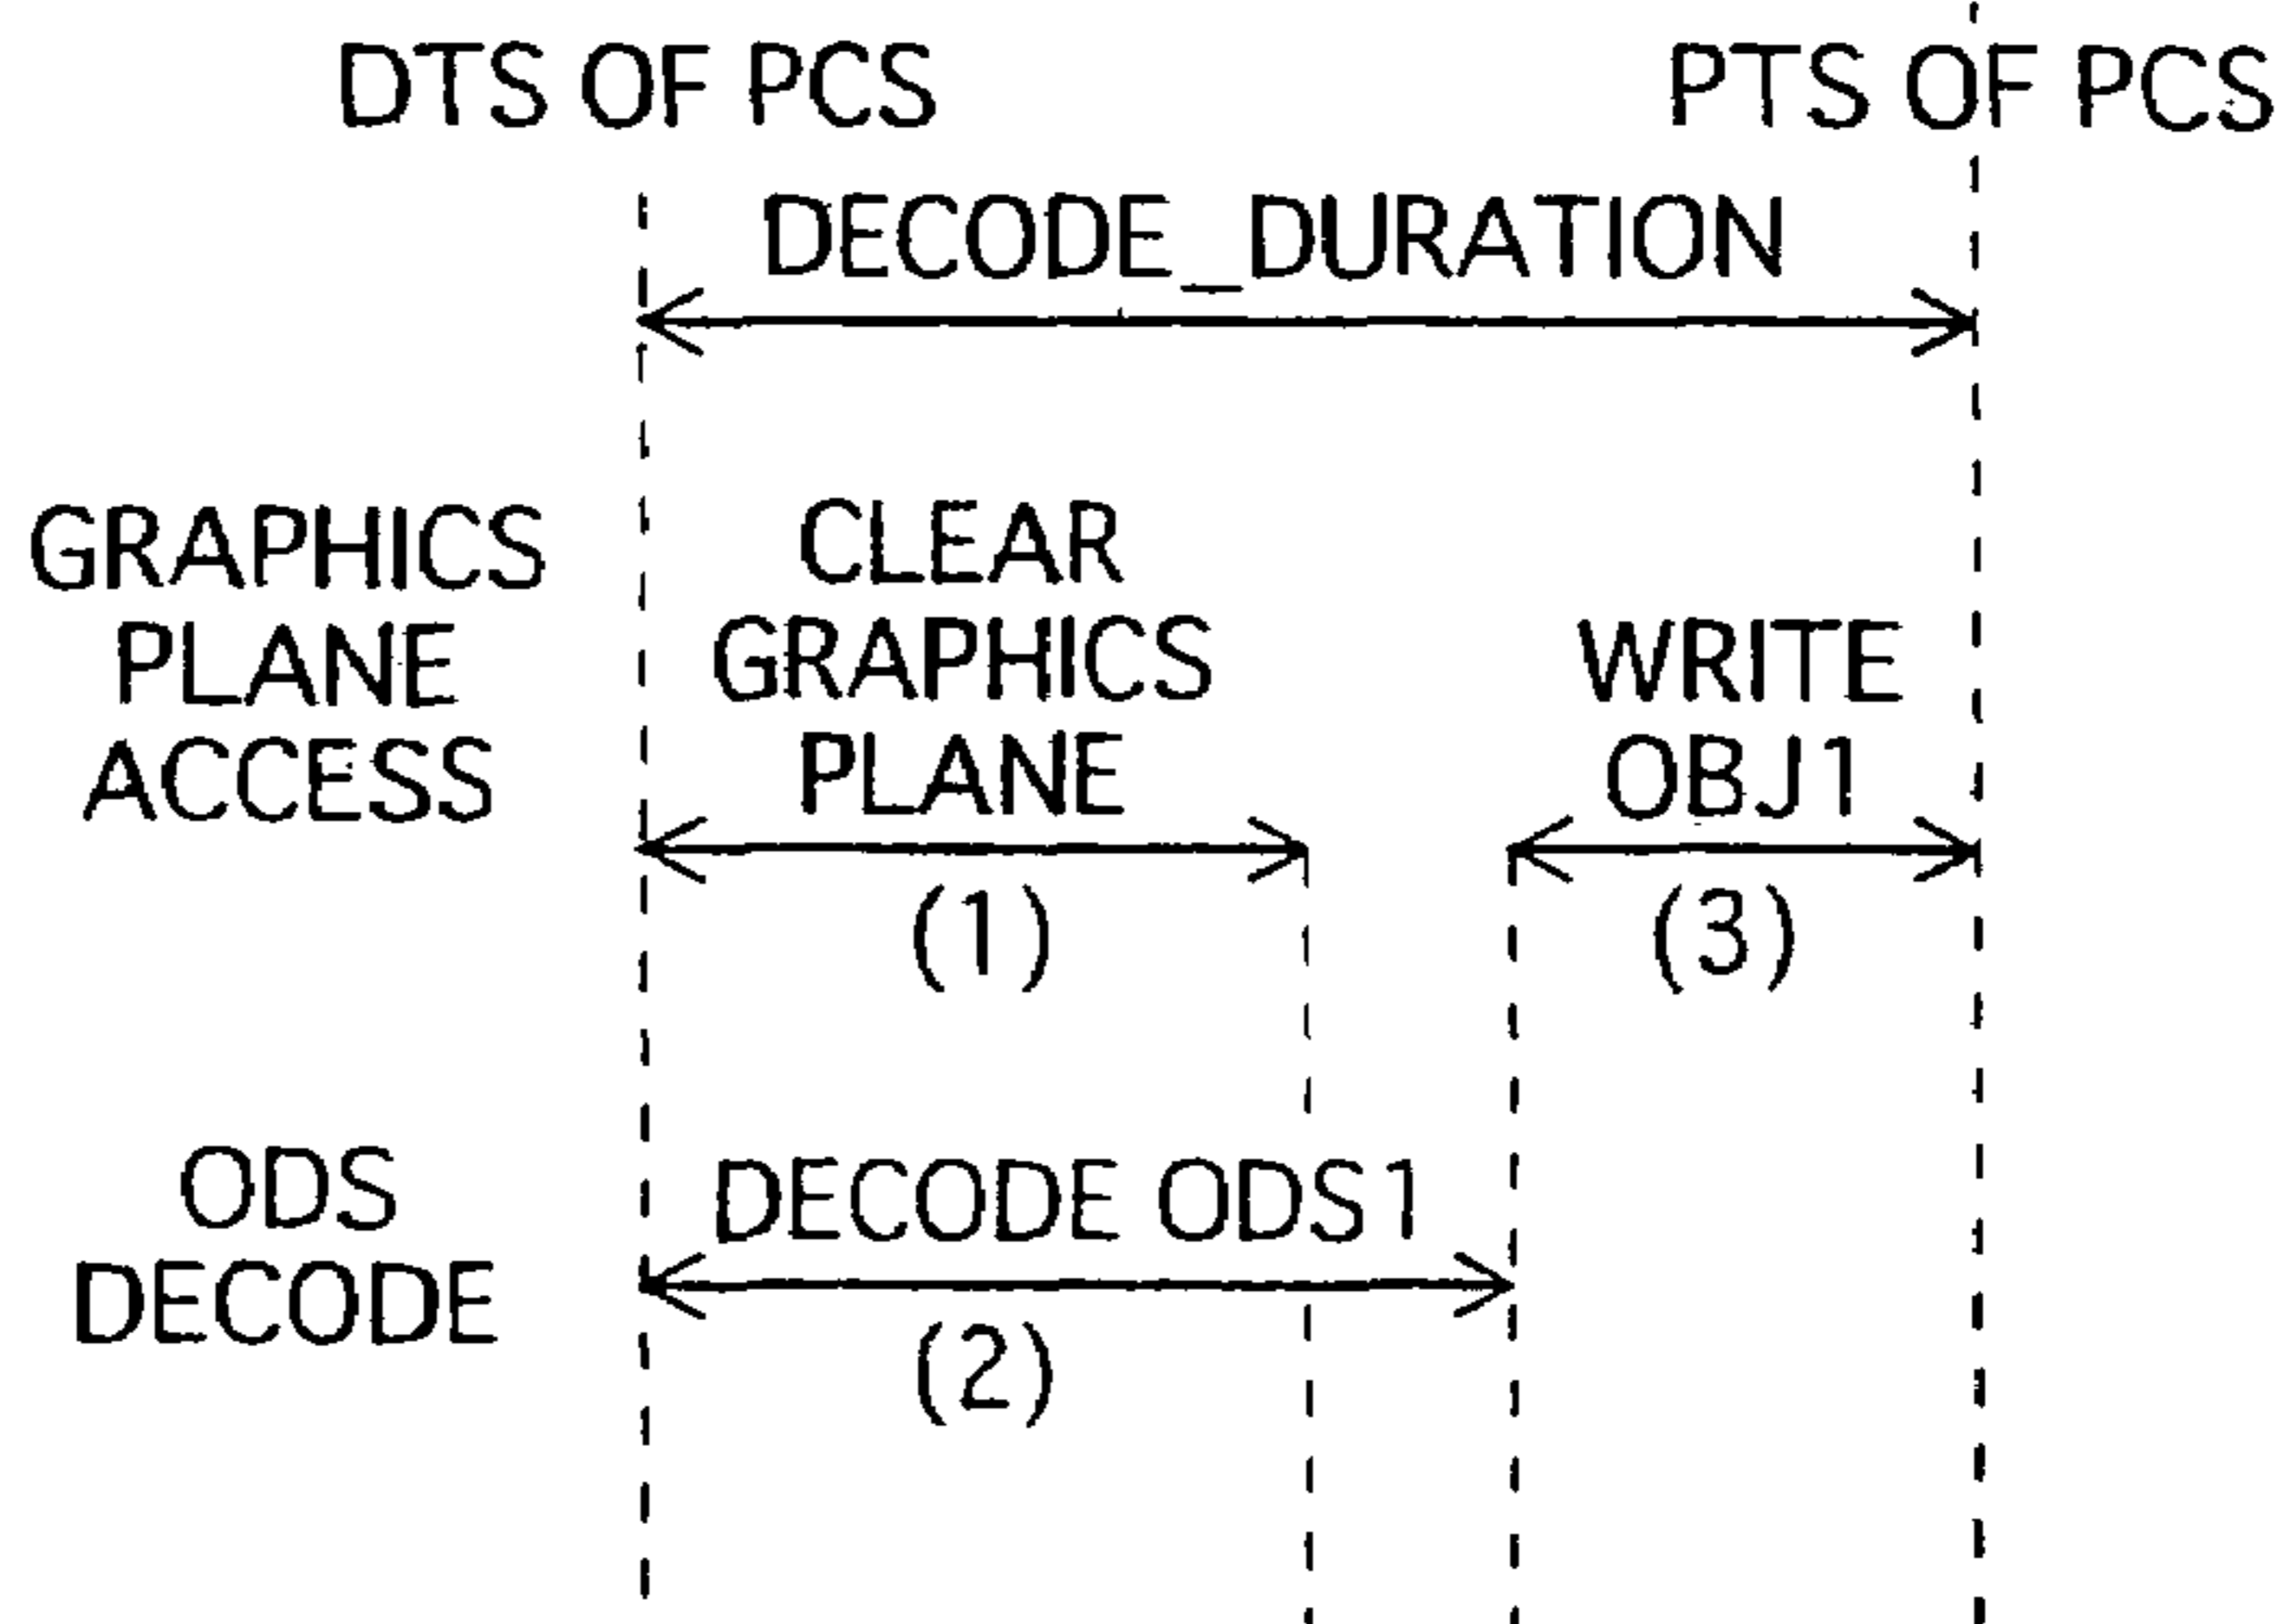 DTS OF PCS
PTS OF PCS
DECODE_DURATION
GRAPHICS
PLANE
ACCESS
CLEAR
GRAPHICS
PLANE
(1)
WRITE
OBJ1
(3)
ODS
DECODE
DECODE ODS1
(2)